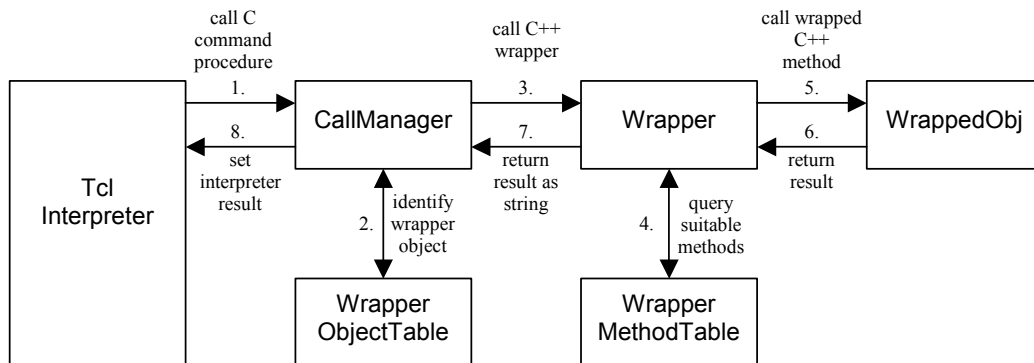 call C
command
procedure
1.
call C++
wrapper
3.
call wrapped
C++
method
5.
Tcl
Interpreter
CallManager
Wrapper
WrappedObj
8.
set
interpreter
result
7.
return
result as
string
6.
return
result
2.
identify
wrapper
object
4.
query
suitable
methods
Wrapper
ObjectTable
Wrapper
MethodTable